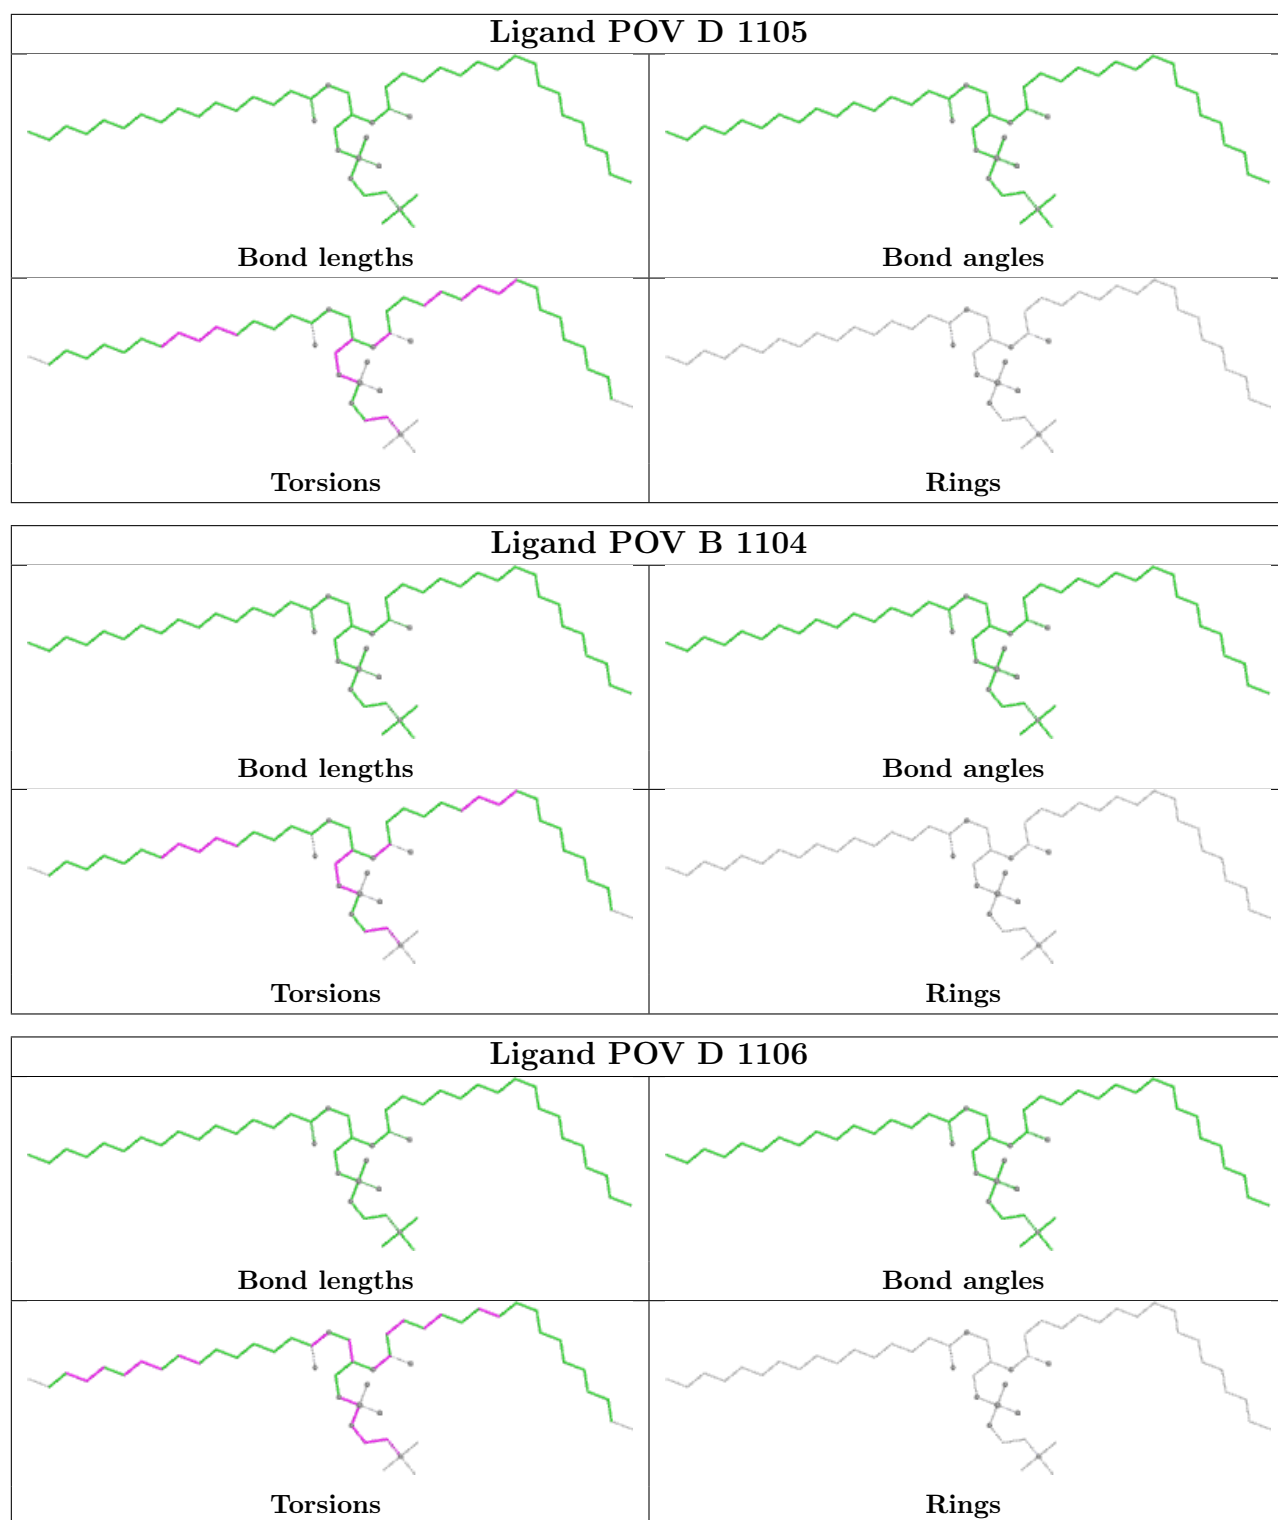 Ligand POV D 1105
Bond lengths
Bond angles
Torsions
Rings
Ligand POV B 1104
Bond lengths
Bond angles
Torsions
Rings
Ligand POV D 1106
Bond lengths
Bond angles
Torsions
Rings